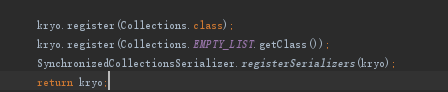 kryo.register(Collections.class);
kryo.register(Collections.EMPTY_LIST.getClass());
SynchronizedCollectionsSerializer.registerSerializers(kryo);
return kryo;